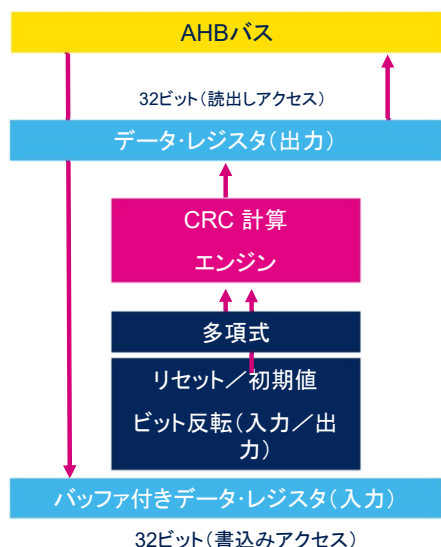 AHBバス
32ビット(読出しアクセス)
データ・レジスタ(出力)
CRC 計算
エンジン
多項式
リセット/初期値
ビット反転(入力/出
力)
バッファ付きデータ・レジスタ(入力)
32ビット(書込みアクセス)